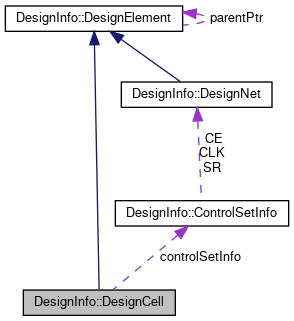 DesignInfo::DesignElement
parentPtr
DesignInfo::DesignNet
CE
CLK
SR
DesignInfo::ControlSetInfo
controlSetInfo
DesignInfo::DesignCell